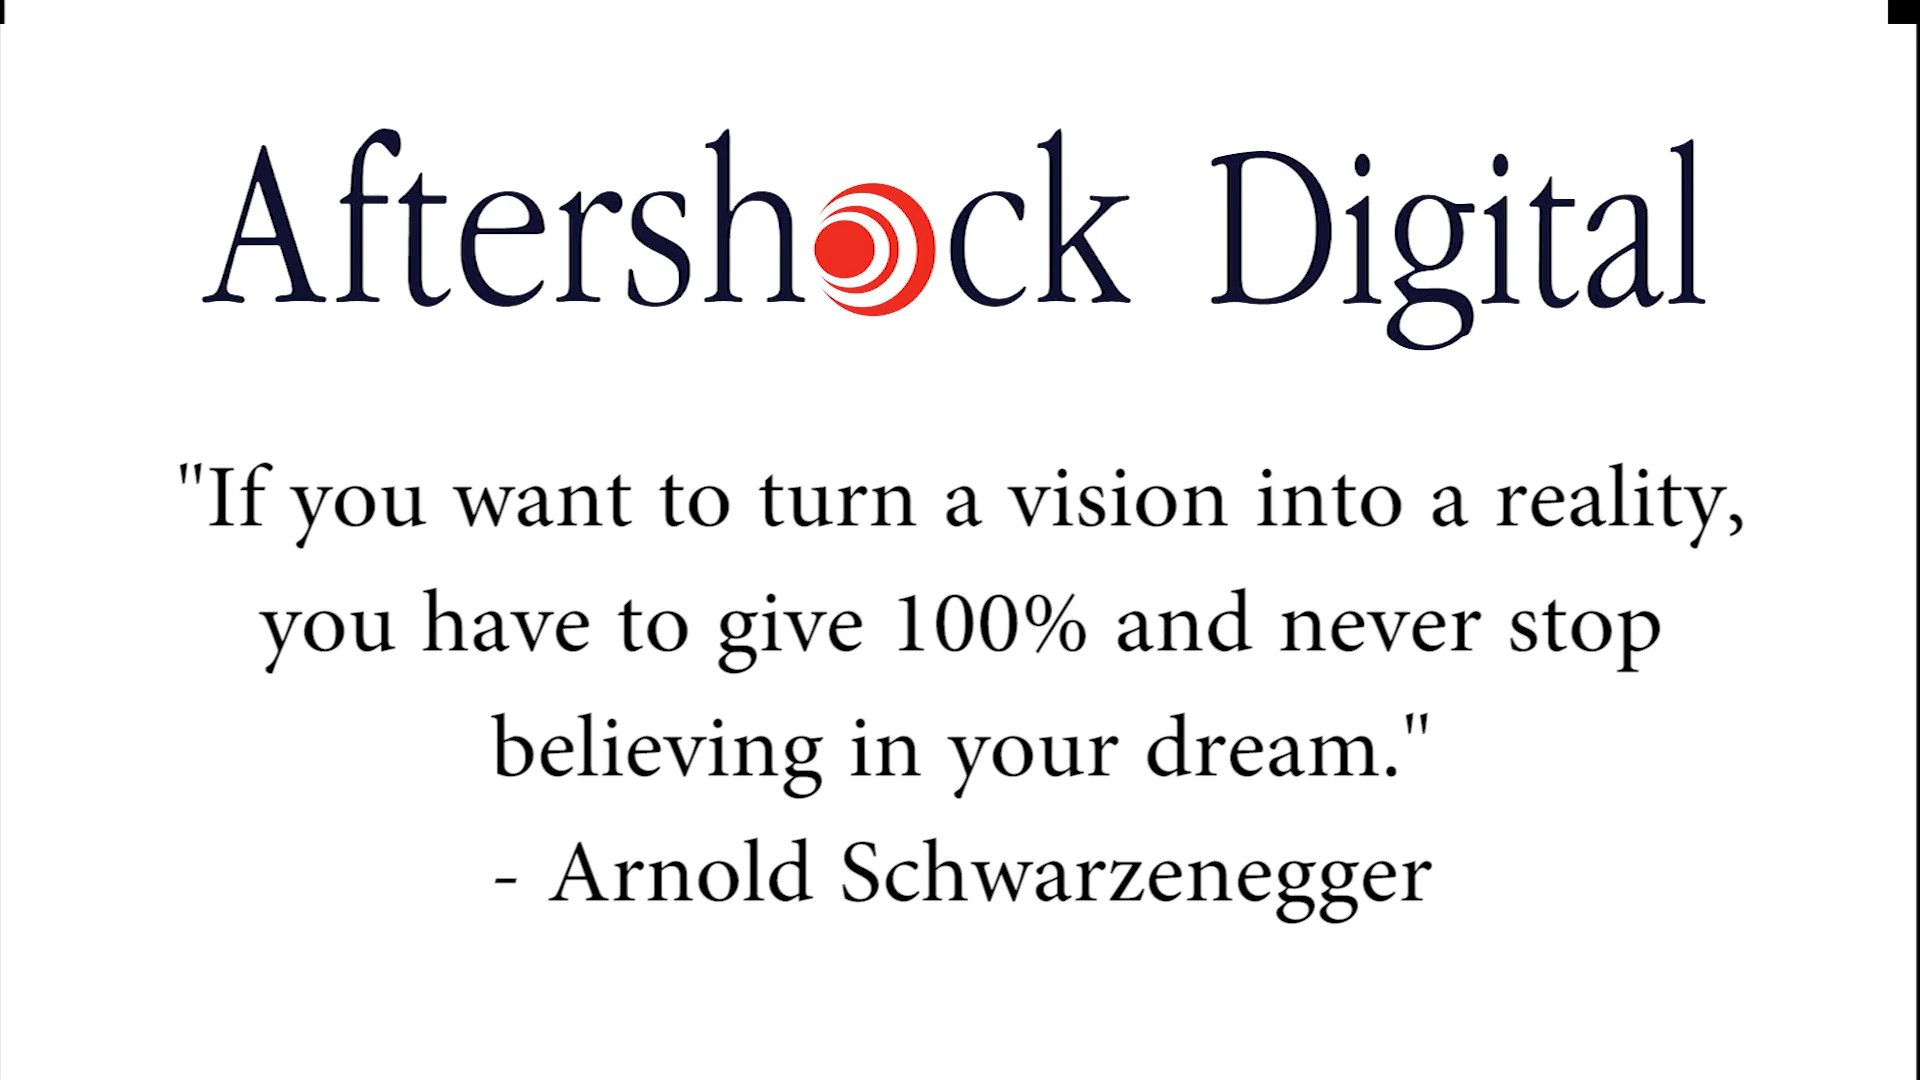 Aftershock Digital
"If you want to turn a vision into a reality,
you have to give 100% and never stop
believing in your dream."
- Arnold Schwarzenegger